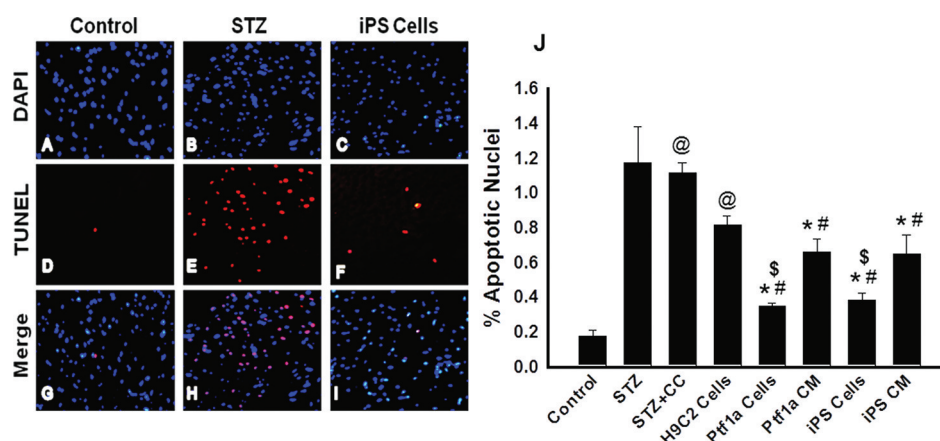 Control STZ iPS Cells
DAPI
A B C
TUNEL
D E F
Merge
G H I
J
% Apoptotic Nuclei
1.6
1.4
1.2
1.0
0.8
0.6
0.4
0.2
0.0
@
@
$
* #
* #
$
* #
* #
Control
STZ
STZ+CC
H9C2 Cells
Ptf1a Cells
Ptf1a CM
iPS Cells
iPS CM